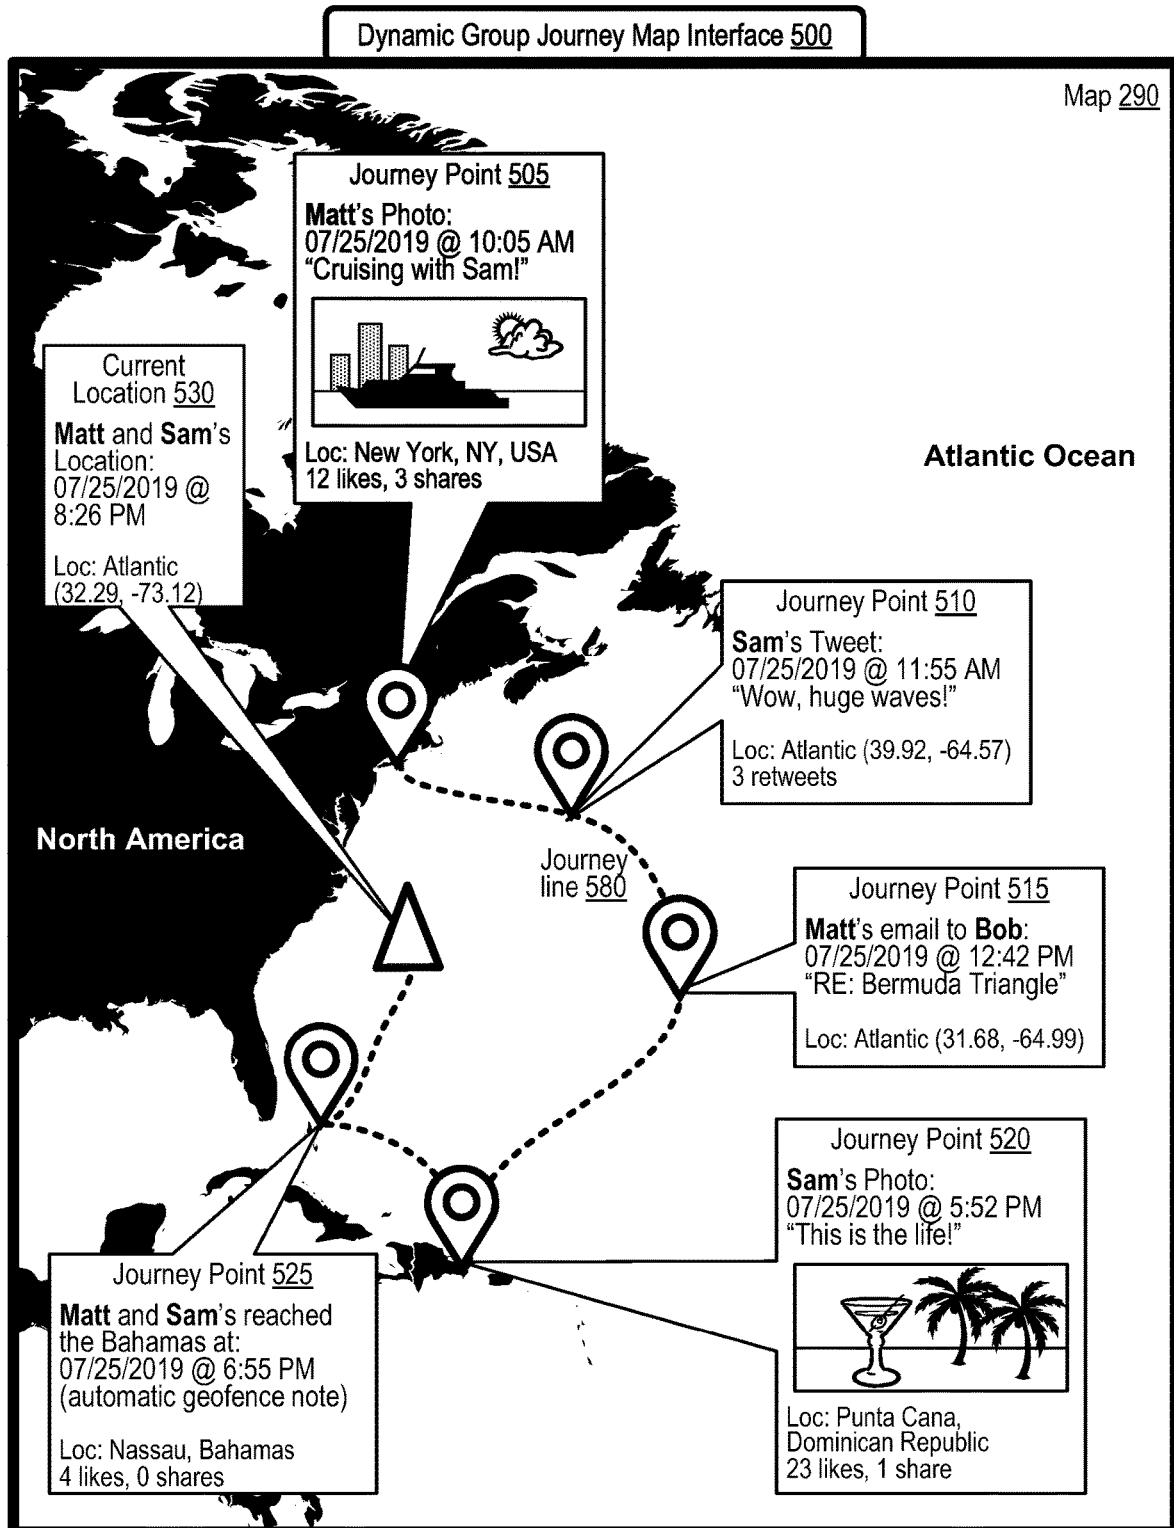 Dynamic Group Journey Map Interface 500
Map 290
Journey Point 505
Matt's Photo:
07/25/2019 @ 10:05 AM
“Cruising with Sam!”
Loc: New York, NY, USA
12 likes, 3 shares
Current
Location 530
Matt and Sam's
Location:
07/25/2019 @
8:26 PM
Loc: Atlantic
(32.29, -73.12)
Atlantic Ocean
Journey Point 510
Sam's Tweet:
07/25/2019 @ 11:55 AM
“Wow, huge waves!”
Loc: Atlantic (39.92, -64.57)
3 retweets
North America
Journey
line 580
Journey Point 515
Matt's email to Bob:
07/25/2019 @ 12:42 PM
“RE: Bermuda Triangle”
Loc: Atlantic (31.68, -64.99)
Journey Point 520
Sam's Photo:
07/25/2019 @ 5:52 PM
“This is the life!”
Loc: Punta Cana,
Dominican Republic
23 likes, 1 share
Journey Point 525
Matt and Sam's reached
the Bahamas at:
07/25/2019 @ 6:55 PM
(automatic geofence note)
Loc: Nassau, Bahamas
4 likes, 0 shares